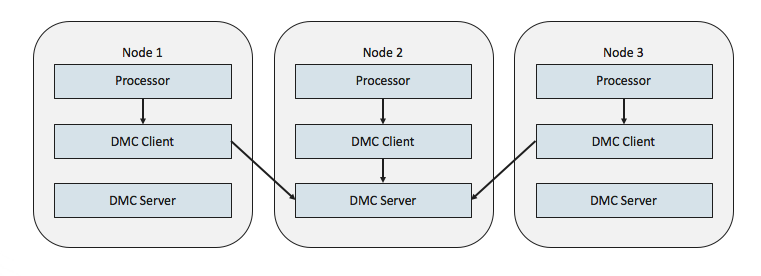 Node 1
Processor
DMC Client
DMC Server
Node 2
Processor
DMC Client
DMC Server
Node 3
Processor
DMC Client
DMC Server